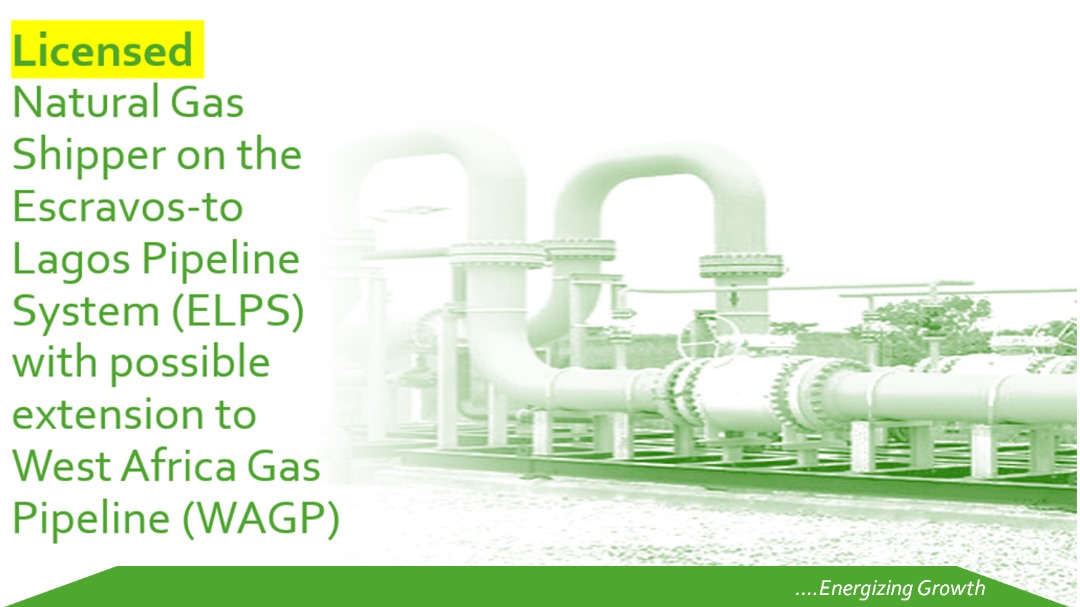 Licensed
Natural Gas
Shipper on the
Escravos-to
Lagos Pipeline
System (ELPS)
with possible
extension to
West Africa Gas
Pipeline (WAGP)
....Energizing Growth